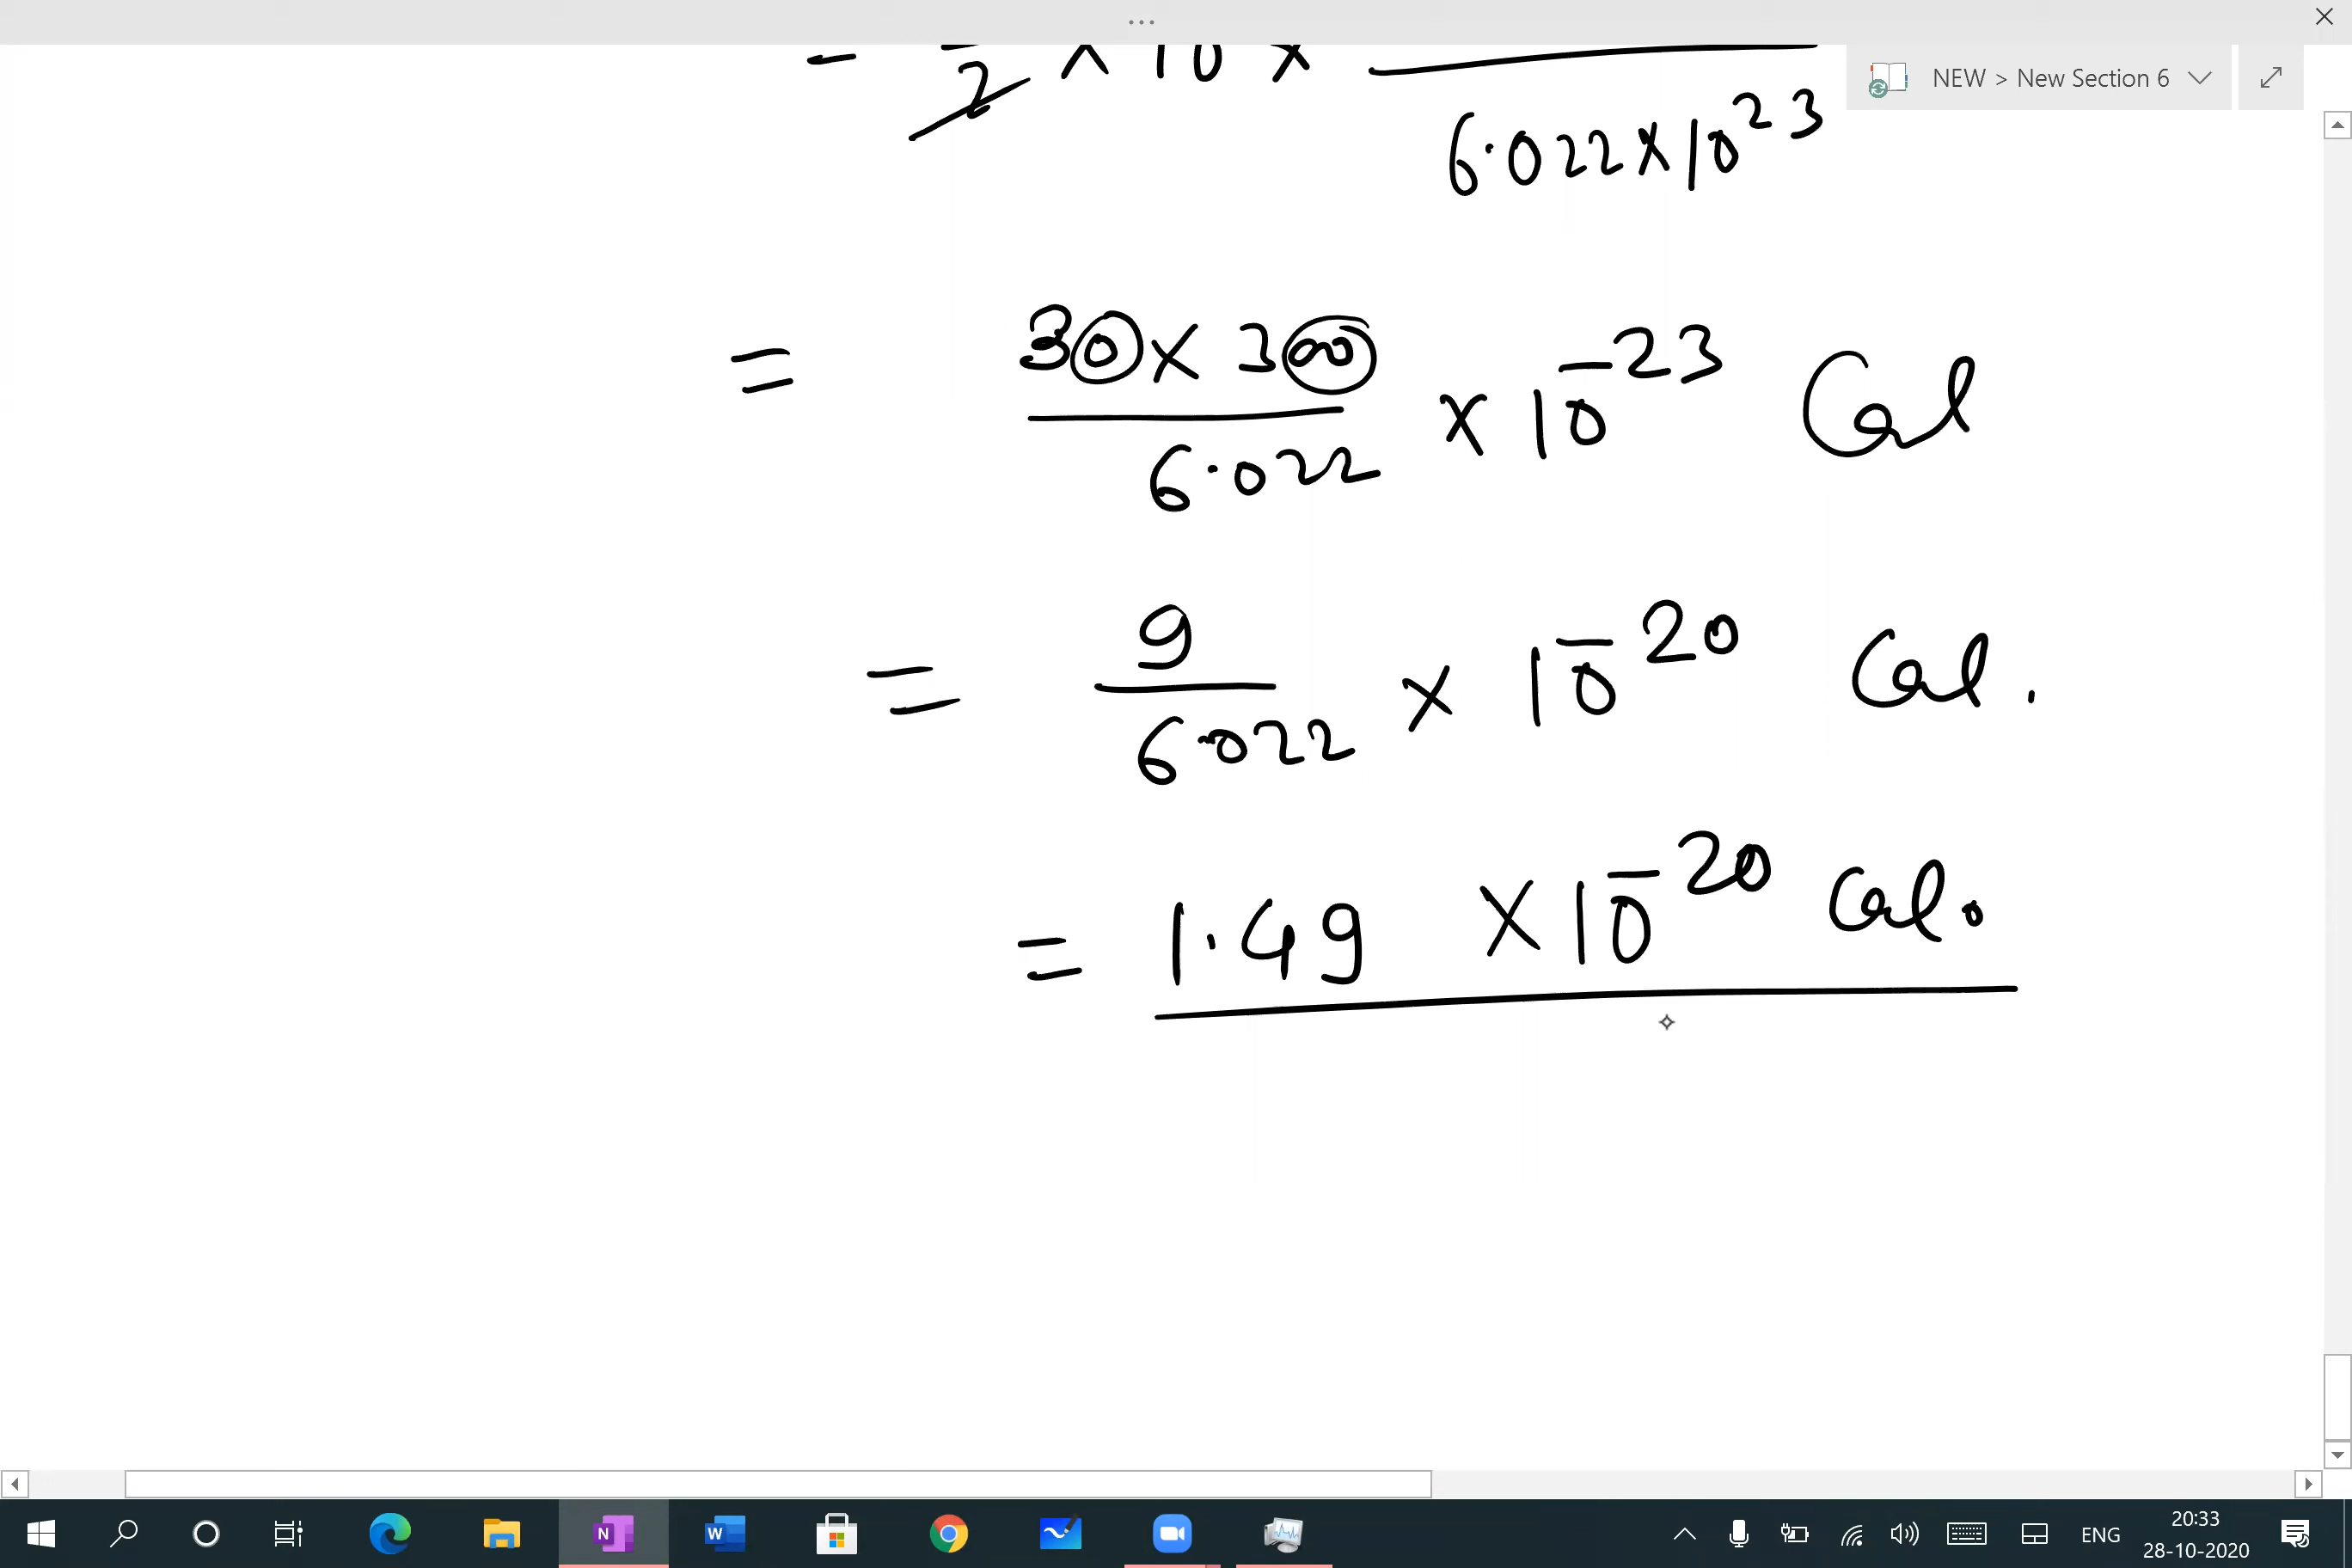 NEW > New Section 6
6.022×10²³
= 30 × 300 / 6.022 × 10⁻²³ Cal
= 9 / 6.022 × 10⁻²⁰ Cal.
= 1.49 × 10⁻²⁰ Cal.
ENG
20:33
28-10-2020